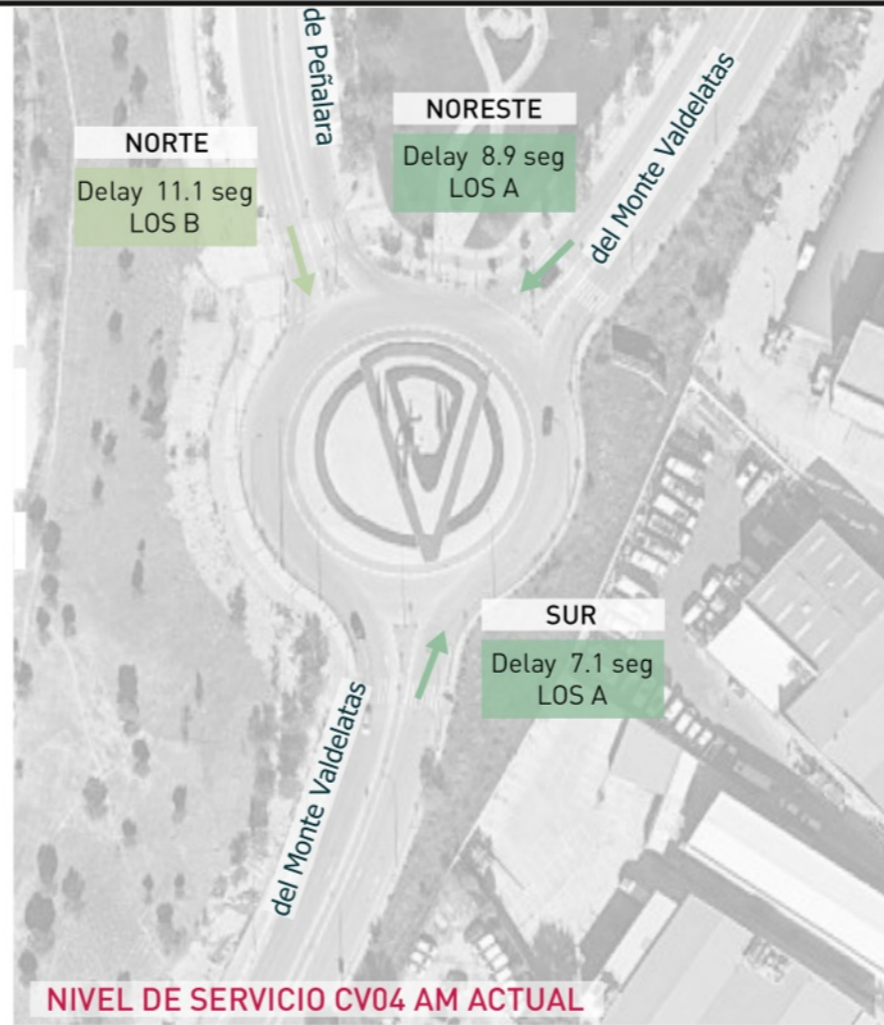 de Peñalara
NORESTE
Delay 8.9 seg
LOS A
del Monte Valdelatas
NORTE
Delay 11.1 seg
LOS B
SUR
Delay 7.1 seg
LOS A
del Monte Valdelatas
NIVEL DE SERVICIO CV04 AM ACTUAL